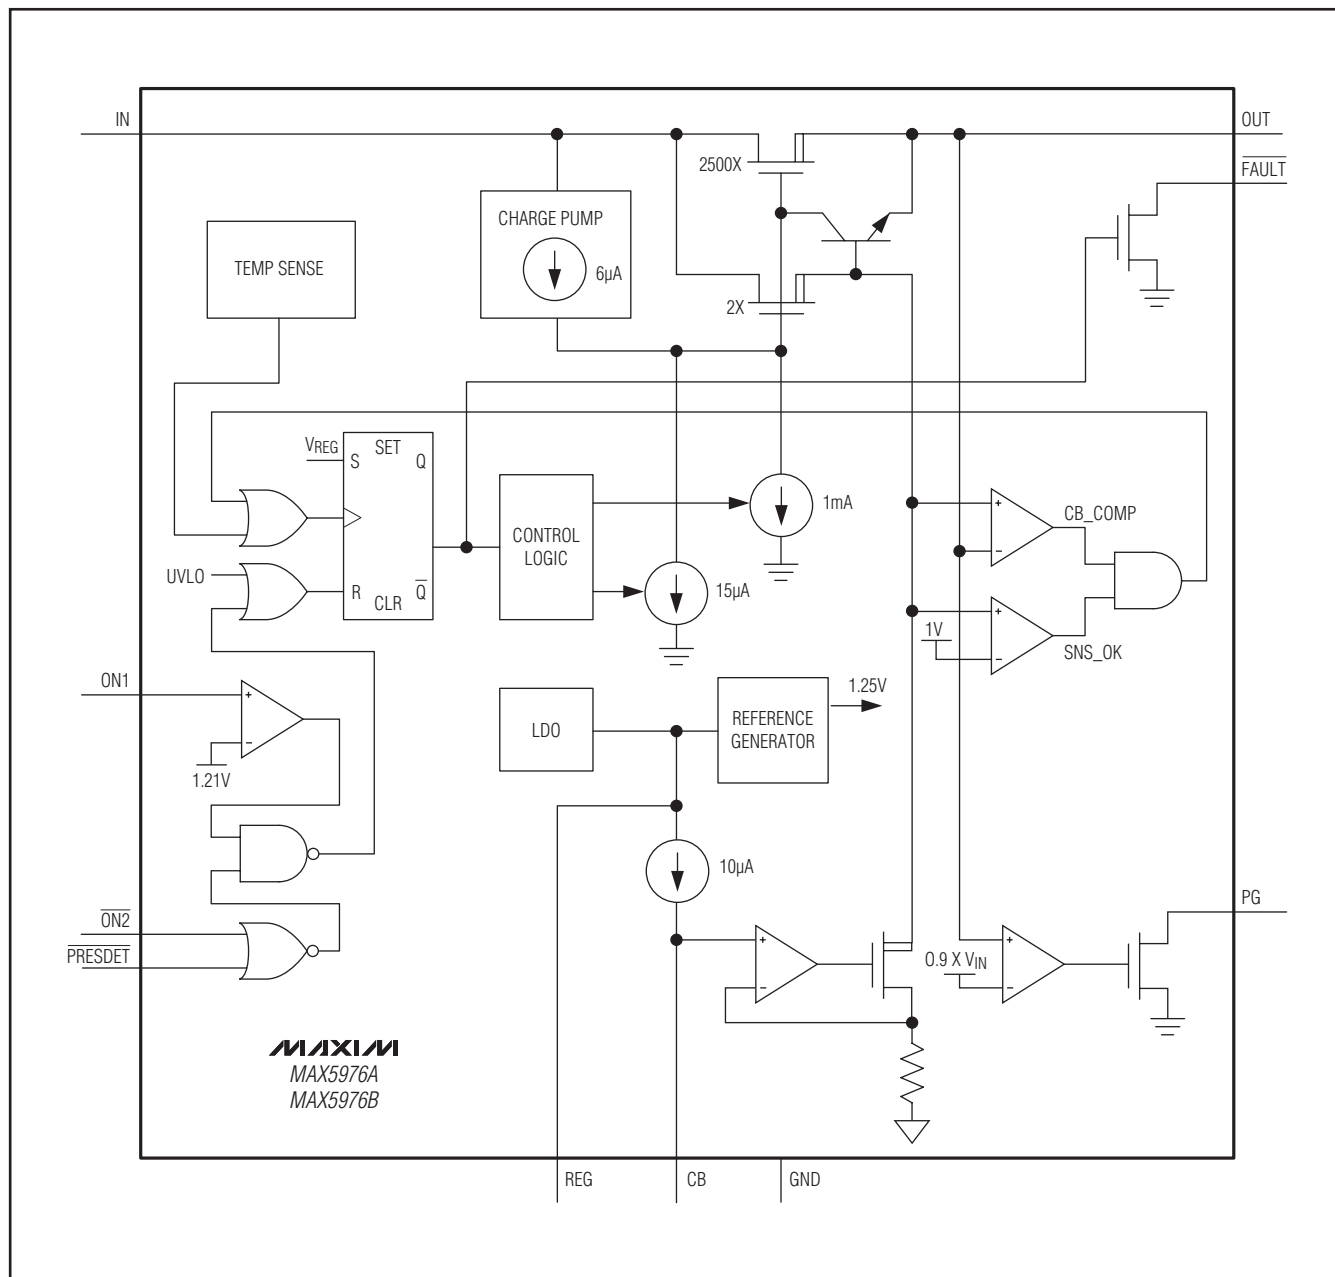 IN
OUT
FAULT
2500X
CHARGE PUMP
6µA
TEMP SENSE
2X
VREG
SET
S
Q
CONTROL
LOGIC
1mA
+
-
CB_COMP
UVLO
R
Q
CLR
15µA
+
-
1V
SNS_OK
ON1
+
-
1.21V
LDO
REFERENCE
GENERATOR
1.25V
10µA
ON2
PRESDET
+
-
0.9 X VIN
+
-
PG
MAXIM
MAX5976A
MAX5976B
REG
CB
GND